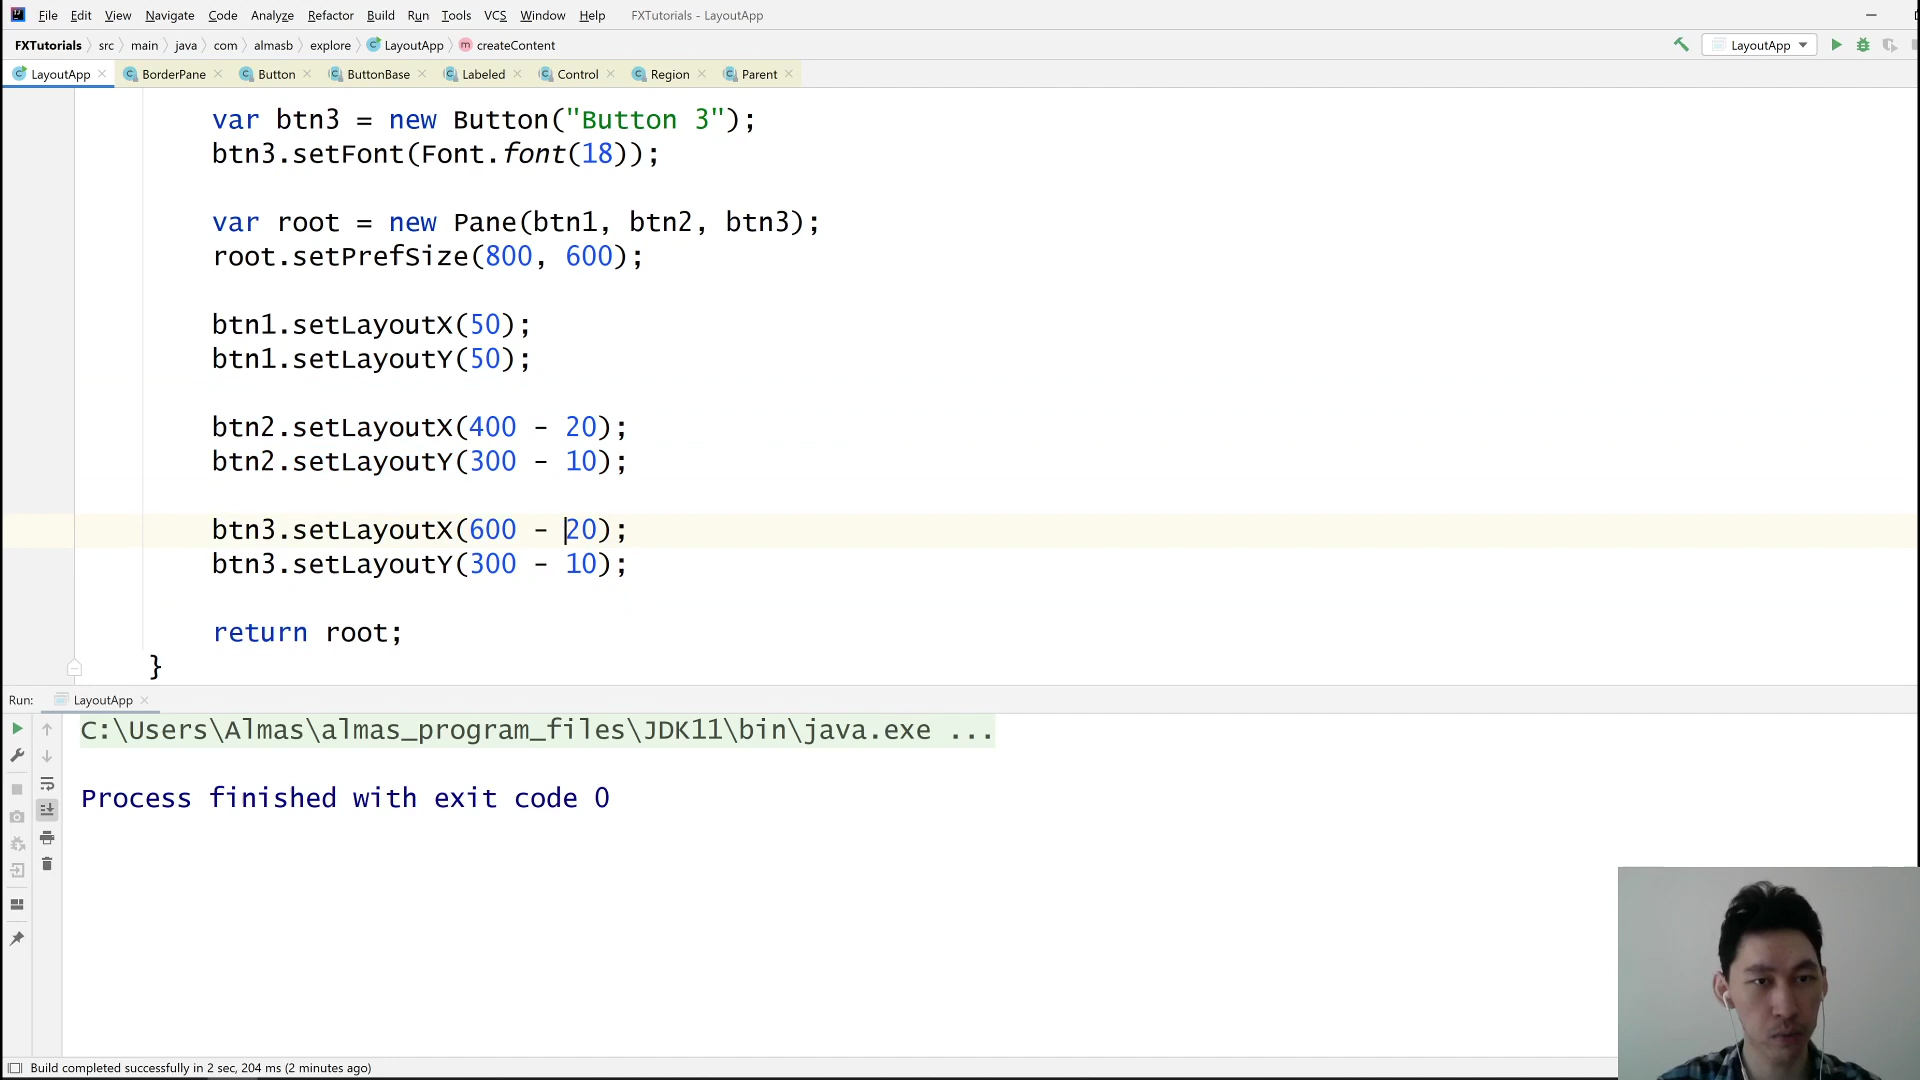 File Edit View Navigate Code Analyze Refactor Build Run Tools VCS Window Help FXTutorials - LayoutApp
FXTutorials src main java com almasb explore LayoutApp createContent LayoutApp
LayoutApp BorderPane Button ButtonBase Labeled Control Region Parent
var btn3 = new Button("Button 3");
btn3.setFont(Font.font(18));
var root = new Pane(btn1, btn2, btn3);
root.setPrefSize(800, 600);
btn1.setLayoutX(50);
btn1.setLayoutY(50);
btn2.setLayoutX(400 - 20);
btn2.setLayoutY(300 - 10);
btn3.setLayoutX(600 - 20);
btn3.setLayoutY(300 - 10);
return root;
}
Run: LayoutApp
C:\Users\Almas\almas_program_files\JDK11\bin\java.exe ...
Process finished with exit code 0
Build completed successfully in 2 sec, 204 ms (2 minutes ago)